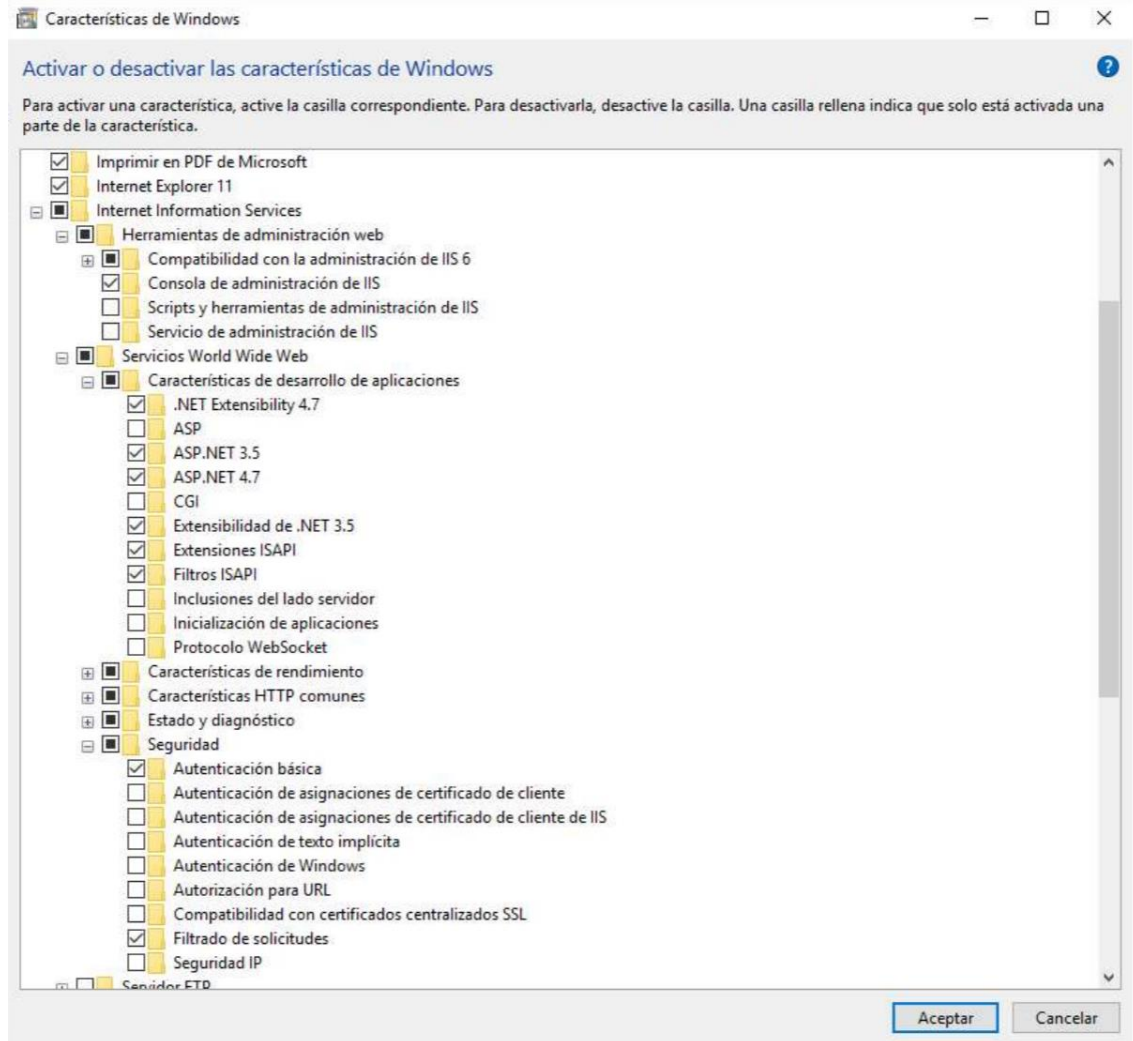 Características de Windows
Activar o desactivar las características de Windows
Para activar una característica, active la casilla correspondiente. Para desactivarla, desactive la casilla. Una casilla rellena indica que solo está activada una
parte de la característica.
Imprimir en PDF de Microsoft
Internet Explorer 11
Internet Information Services
Herramientas de administración web
Compatibilidad con la administración de IIS 6
Consola de administración de IIS
Scripts y herramientas de administración de IIS
Servicio de administración de IIS
Servicios World Wide Web
Características de desarrollo de aplicaciones
.NET Extensibility 4.7
ASP
ASP.NET 3.5
ASP.NET 4.7
CGI
Extensibilidad de .NET 3.5
Extensiones ISAPI
Filtros ISAPI
Inclusiones del lado servidor
Inicialización de aplicaciones
Protocolo WebSocket
Características de rendimiento
Características HTTP comunes
Estado y diagnóstico
Seguridad
Autenticación básica
Autenticación de asignaciones de certificado de cliente
Autenticación de asignaciones de certificado de cliente de IIS
Autenticación de texto implícita
Autenticación de Windows
Autorización para URL
Compatibilidad con certificados centralizados SSL
Filtrado de solicitudes
Seguridad IP
Servidor FTP
Aceptar
Cancelar